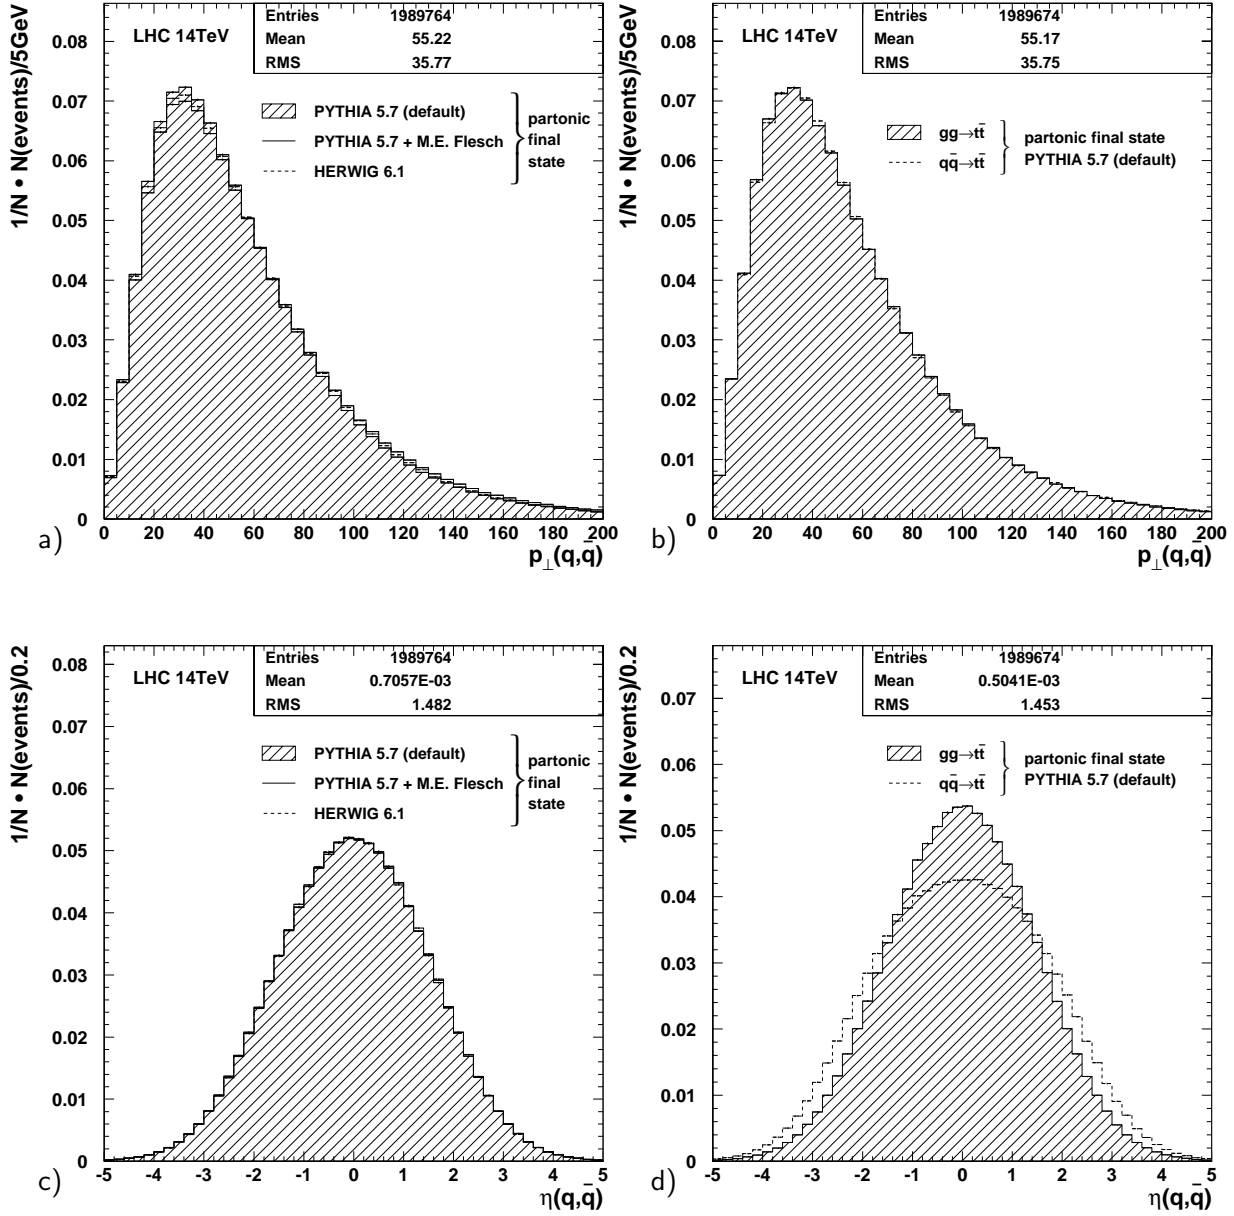 1/N • N(events)/5GeV
LHC 14TeV
Entries 1989764
Mean 55.22
RMS 35.77
PYTHIA 5.7 (default)
PYTHIA 5.7 + M.E. Flesch
HERWIG 6.1
partonic
final
state
0.08
0.07
0.06
0.05
0.04
0.03
0.02
0.01
0
0 20 40 60 80 100 120 140 160 180 200
a)
p⊥(q,q̄)
1/N • N(events)/5GeV
LHC 14TeV
Entries 1989674
Mean 55.17
RMS 35.75
gg→tt̄
qq̄→tt̄
partonic final state
PYTHIA 5.7 (default)
0.08
0.07
0.06
0.05
0.04
0.03
0.02
0.01
0
0 20 40 60 80 100 120 140 160 180 200
b)
p⊥(q,q̄)
1/N • N(events)/0.2
LHC 14TeV
Entries 1989764
Mean 0.7057E-03
RMS 1.482
PYTHIA 5.7 (default)
PYTHIA 5.7 + M.E. Flesch
HERWIG 6.1
partonic
final
state
0.08
0.07
0.06
0.05
0.04
0.03
0.02
0.01
0
-5 -4 -3 -2 -1 0 1 2 3 4 5
c)
η(q,q̄)
1/N • N(events)/0.2
LHC 14TeV
Entries 1989674
Mean 0.5041E-03
RMS 1.453
gg→tt̄
qq̄→tt̄
partonic final state
PYTHIA 5.7 (default)
0.07
0.06
0.05
0.04
0.03
0.02
0.01
0
-5 -4 -3 -2 -1 0 1 2 3 4 5
d)
η(q,q̄)